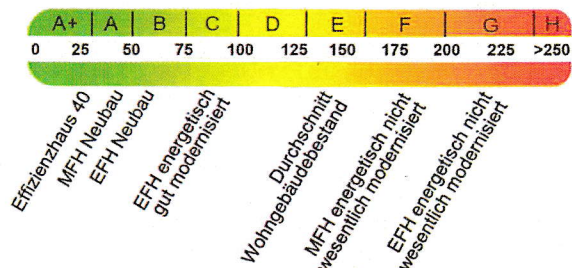 A+ A B C D E F G H
0 25 50 75 100 125 150 175 200 225 >250
Effizienzhaus 40
MFH Neubau
EFH Neubau
EFH energetisch
gut modernisiert
Durchschnitt
Wohngebäudebestand
MFH energetisch nicht
wesentlich modernisiert
EFH energetisch nicht
wesentlich modernisiert